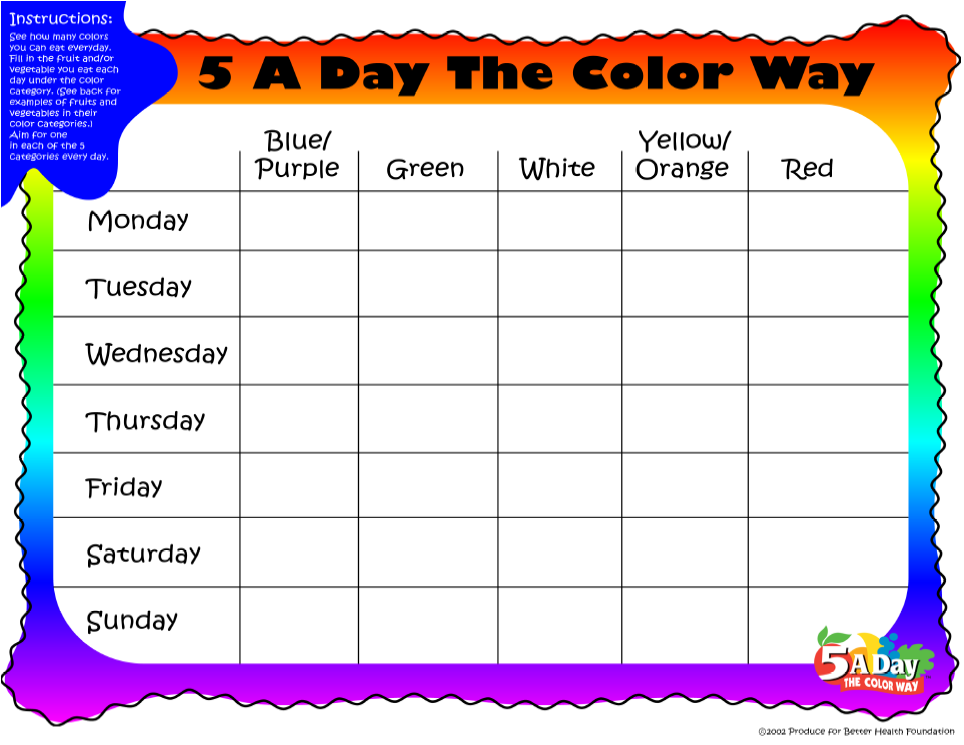 Instructions:
See how many colors
you can eat everyday.
Fill in the fruit and/or
vegetable you eat each
day under the color
category. (See back for
examples of fruits and
vegetables in their
color categories.)
Aim for one
in each of the 5
categories every day.
5 A Day The Color Way
Blue/
Purple
Green
White
Yellow/
Orange
Red
Monday
Tuesday
Wednesday
Thursday
Friday
Saturday
Sunday
5 A Day
THE COLOR WAY
©2002 Produce for Better Health Foundation